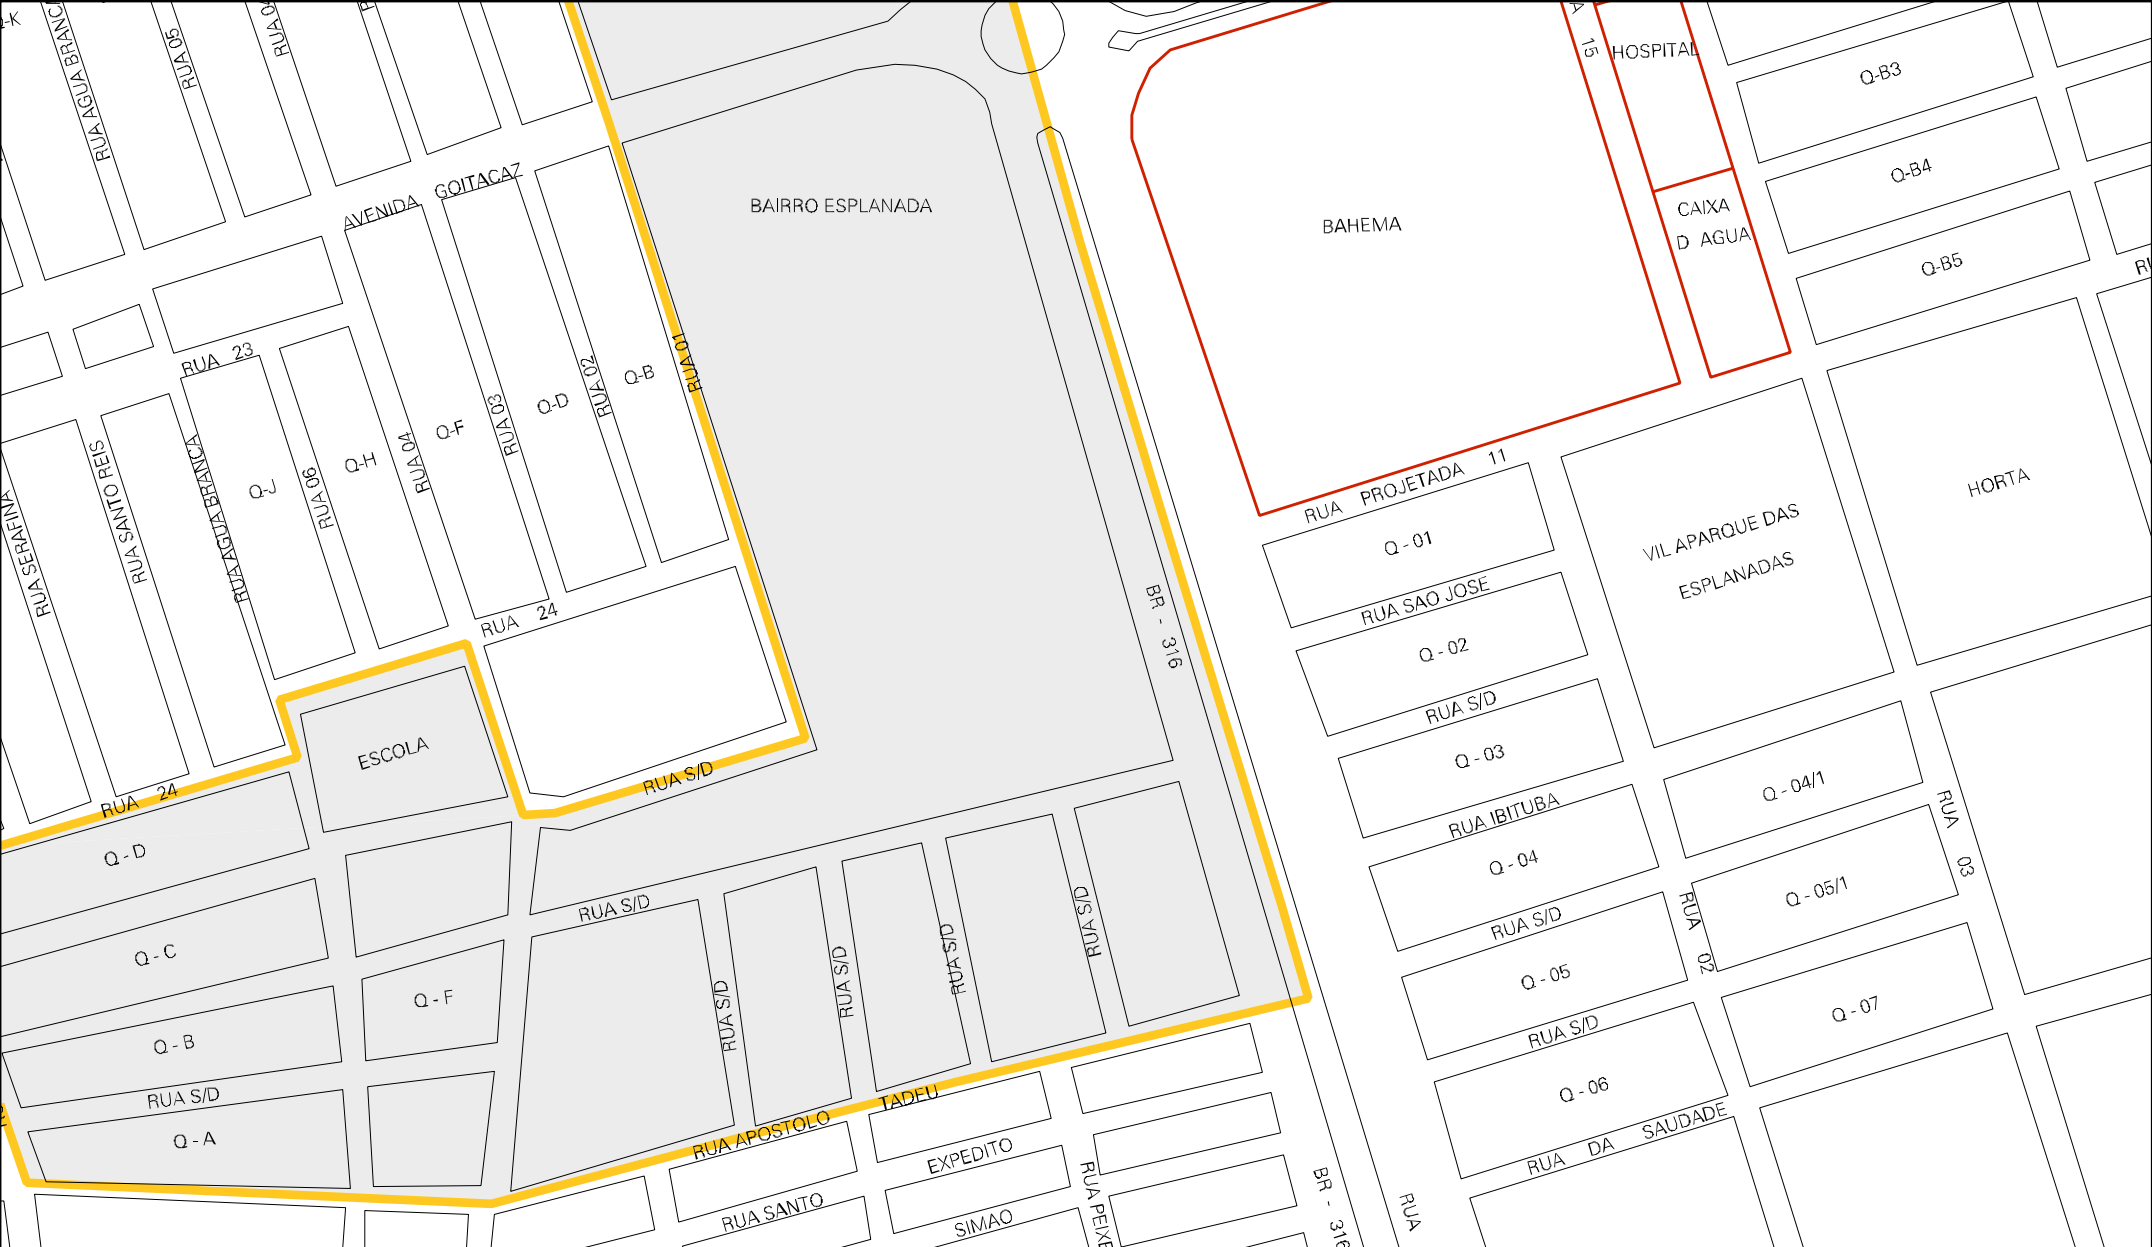 Q-K
RUA AGUA BRANCA
RUA 05
RUA 04
RUA 15
HOSPITAL
Q-B3
Q-B4
CAIXA
D AGUA
Q-B5
BAHEMA
BAIRRO ESPLANADA
AVENIDA GOITACAZ
RUA 23
RUA 01
RUA 02
Q-B
Q-D
RUA 03
Q-F
RUA 04
Q-H
RUA 06
Q-J
RUA AGUA BRANCA
RUA SANTO REIS
RUA SERAFINA
RUA 24
RUA PROJETADA 11
Q - 01
RUA SAO JOSE
Q - 02
RUA S/D
Q - 03
RUA IBITUBA
Q - 04
RUA S/D
Q - 05
RUA S/D
Q - 06
RUA DA SAUDADE
VIL APARQUE DAS
ESPLANADAS
HORTA
Q - 04/1
Q - 05/1
Q - 07
RUA 03
RUA 02
BR - 316
ESCOLA
RUA S/D
RUA 24
Q - D
Q - C
Q - B
RUA S/D
Q - A
Q - F
RUA S/D
RUA S/D
RUA S/D
RUA S/D
RUA S/D
RUA APOSTOLO TADEU
EXPEDITO
RUA SANTO
SIMAO
RUA PEIXE
BR - 316
RUA